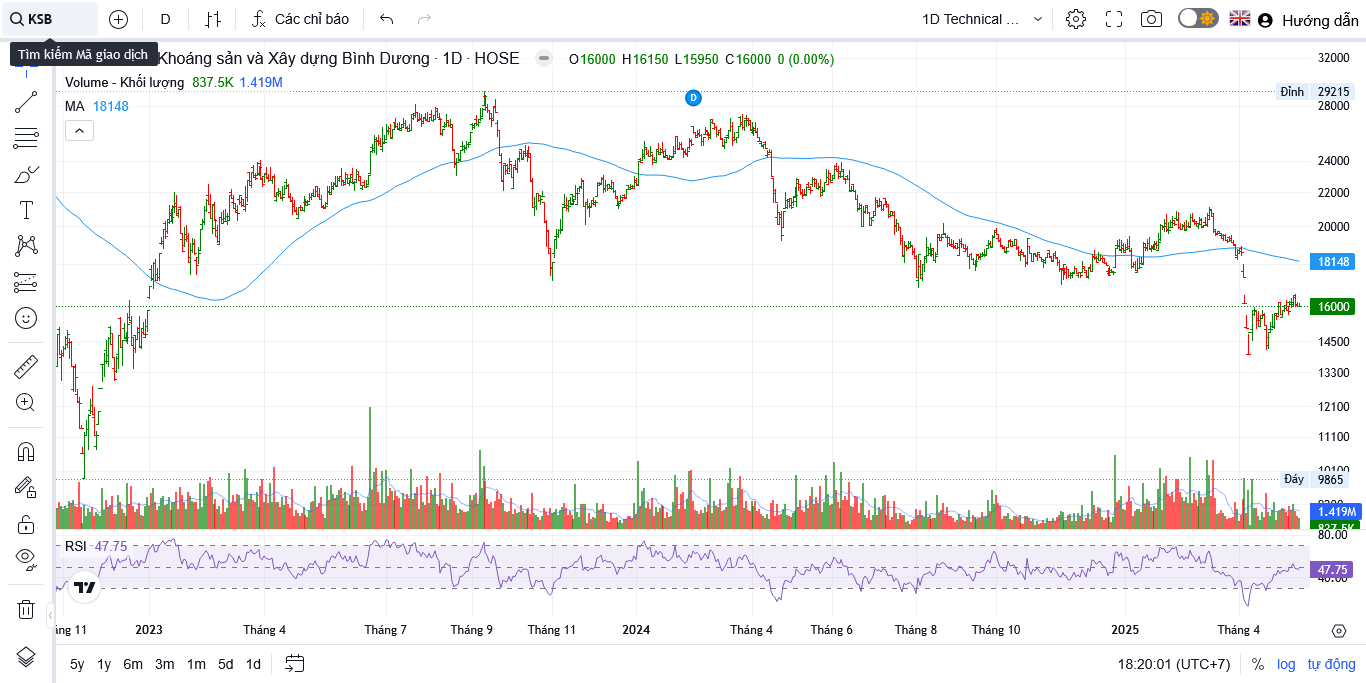 KSB
D
Các chỉ báo
1D Technical ...
Hướng dẫn
Tìm kiếm Mã giao dịch
Khoáng sản và Xây dựng Bình Dương · 1D · HOSE
O16000 H16150 L15950 C16000 0 (0.00%)
Volume - Khối lượng 837.5K 1.419M
MA 18148
D
32000
Đỉnh 29215
28000
24000
22000
20000
18148
16000
14500
13300
12100
11100
10100
Đáy 9865
1.419M
837.5K
80.00
RSI 47.75
47.75
40.00
ng 11 2023 Tháng 4 Tháng 7 Tháng 9 Tháng 11 2024 Tháng 4 Tháng 6 Tháng 8 Tháng 10 2025 Tháng 4
5y 1y 6m 3m 1m 5d 1d
18:20:01 (UTC+7) % log tự động